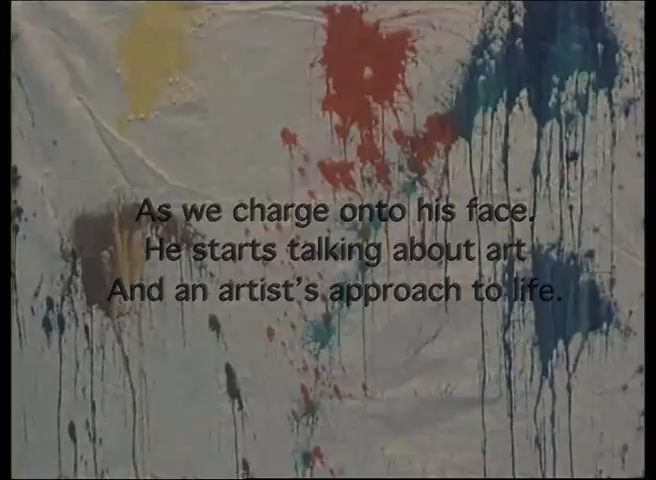 As we charge onto his face.
He starts talking about art
And an artist's approach to life.